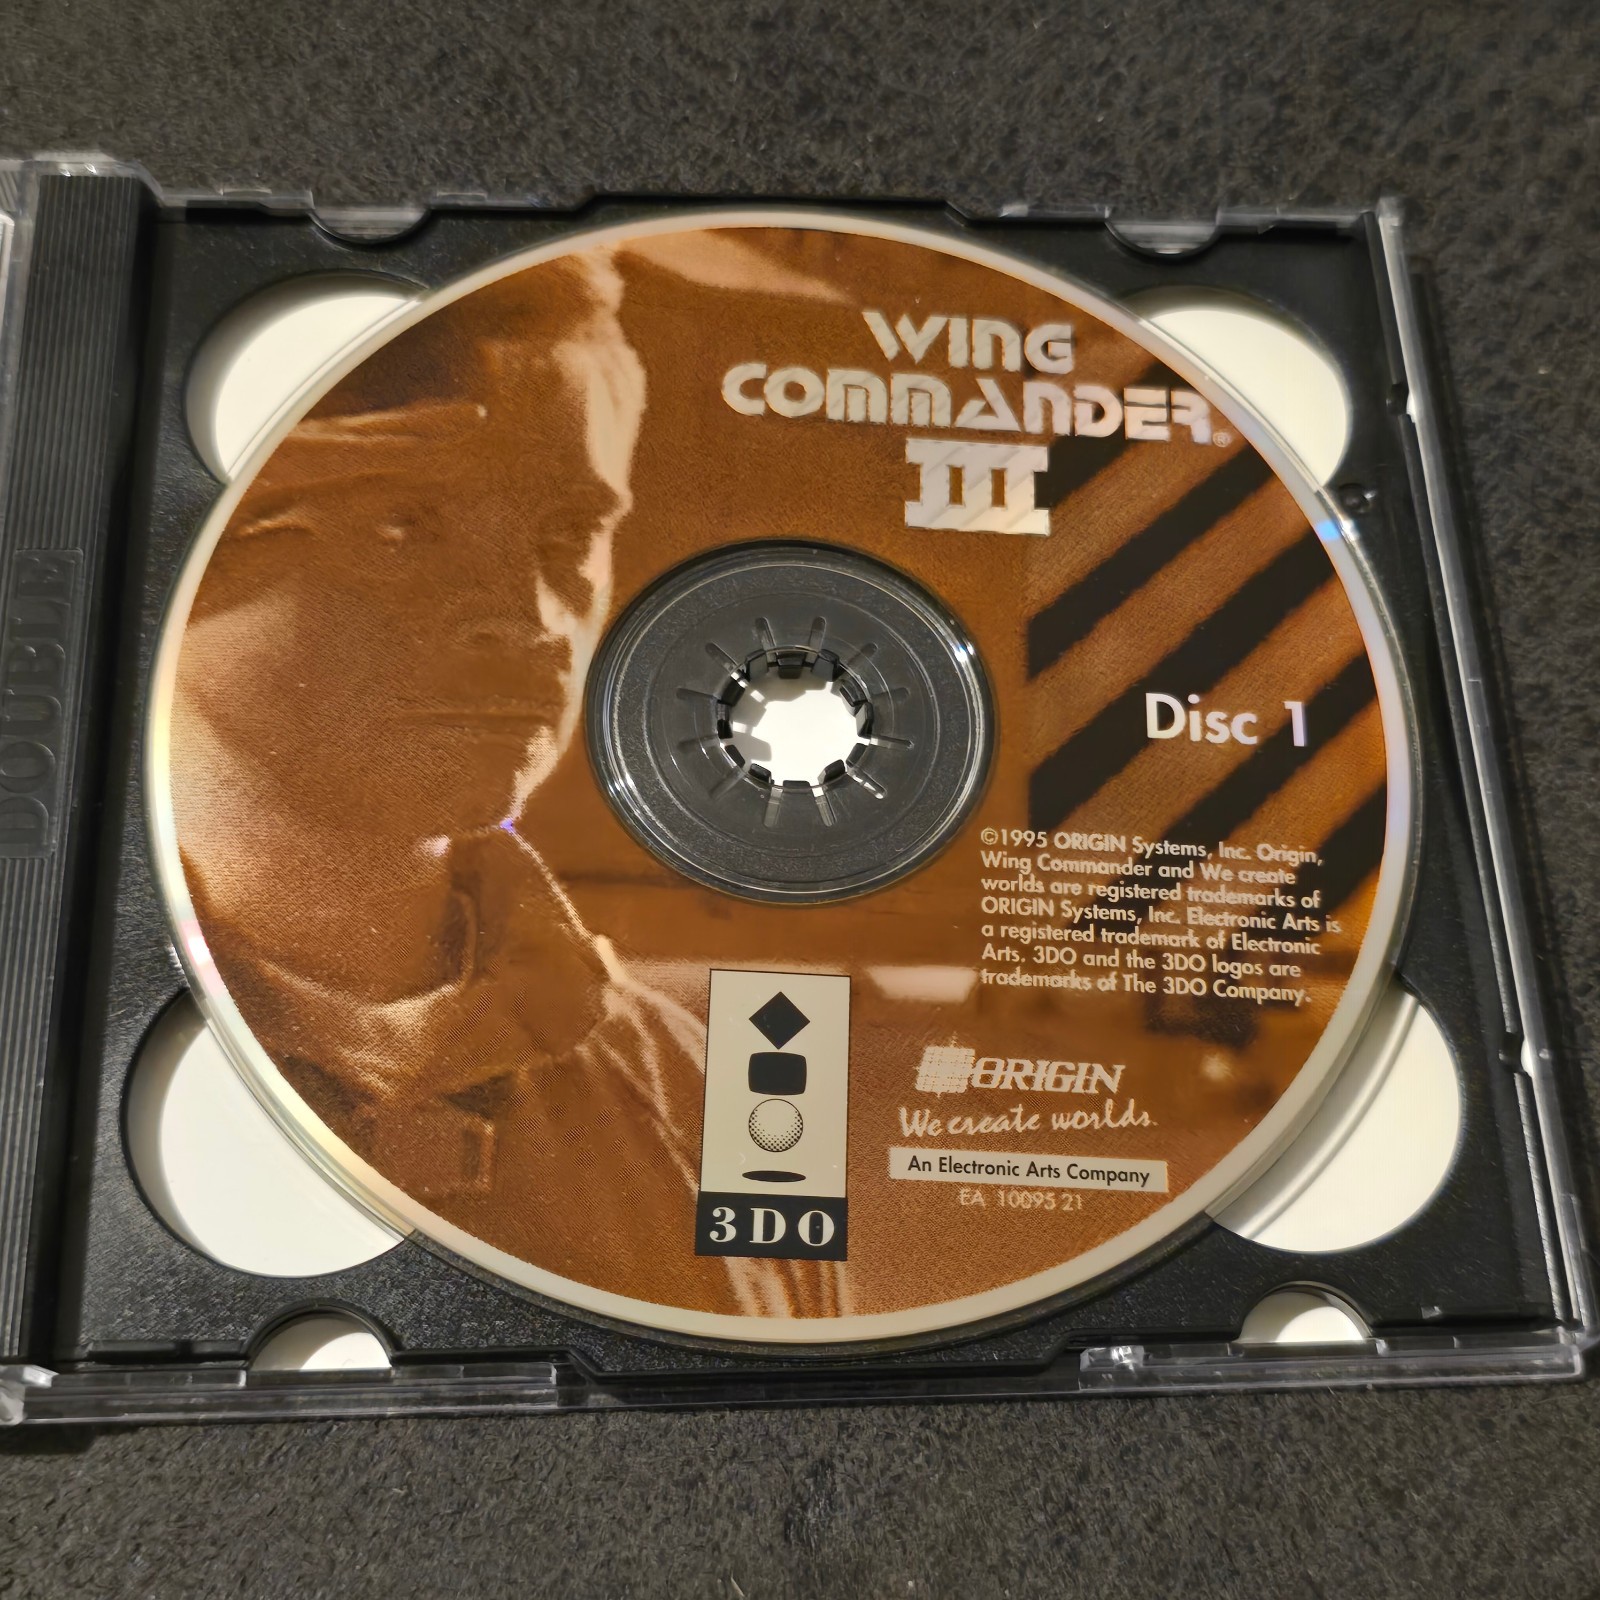 DOUBLE
WING
COMMANDER®
III
Disc 1
©1995 ORIGIN Systems, Inc. Origin,
Wing Commander and We create
worlds are registered trademarks of
ORIGIN Systems, Inc. Electronic Arts is
a registered trademark of Electronic
Arts. 3DO and the 3DO logos are
trademarks of The 3DO Company.
ORIGIN
We create worlds.
An Electronic Arts Company
EA 10095 21
3DO